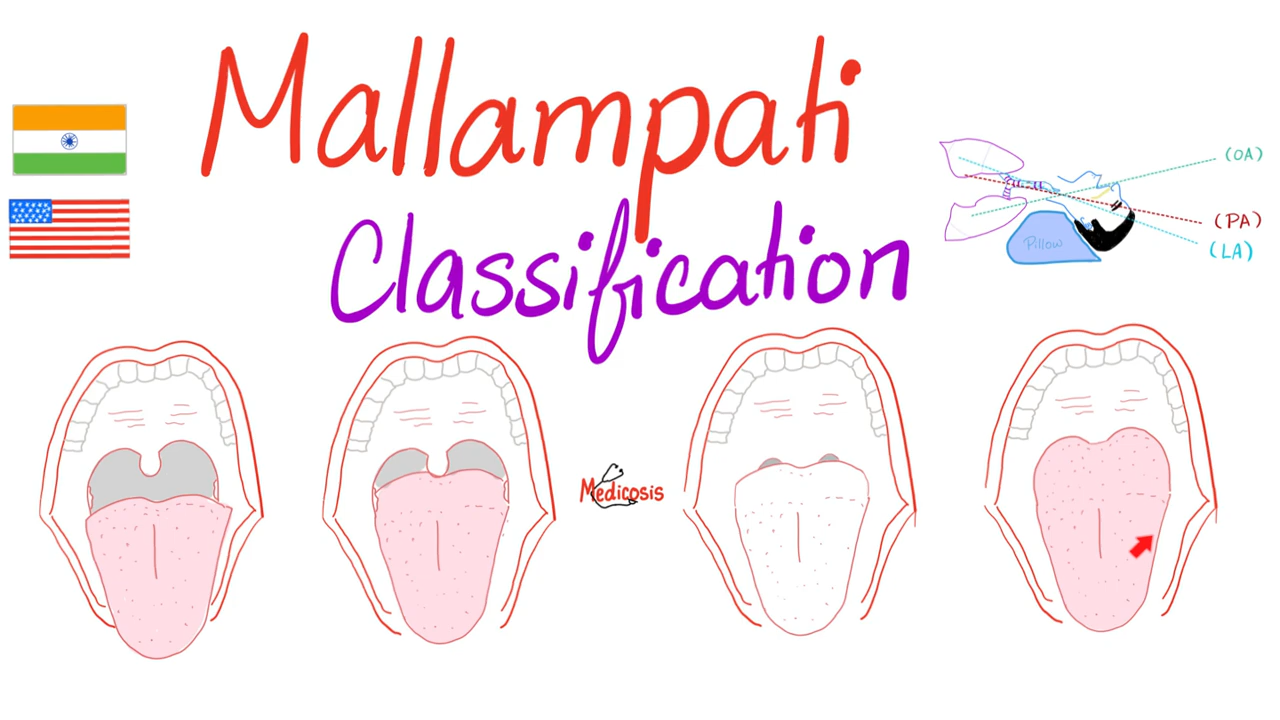 Mallampati
Classification
(OA)
(PA)
(LA)
Pillow
Medicosis